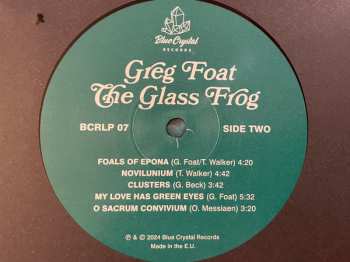 Blue Crystal
RECORDS
Greg Foat
The Glass Frog
BCRLP 07 SIDE TWO
FOALS OF EPONA (G. Foat/T. Walker) 4:20
NOVILUNIUM (T. Walker) 4:42
CLUSTERS (G. Beck) 3:42
MY LOVE HAS GREEN EYES (G. Foat) 5:32
O SACRUM CONVIVIUM (O. Messiaen) 3:20
℗ & © 2024 Blue Crystal Records
Made in the E.U.